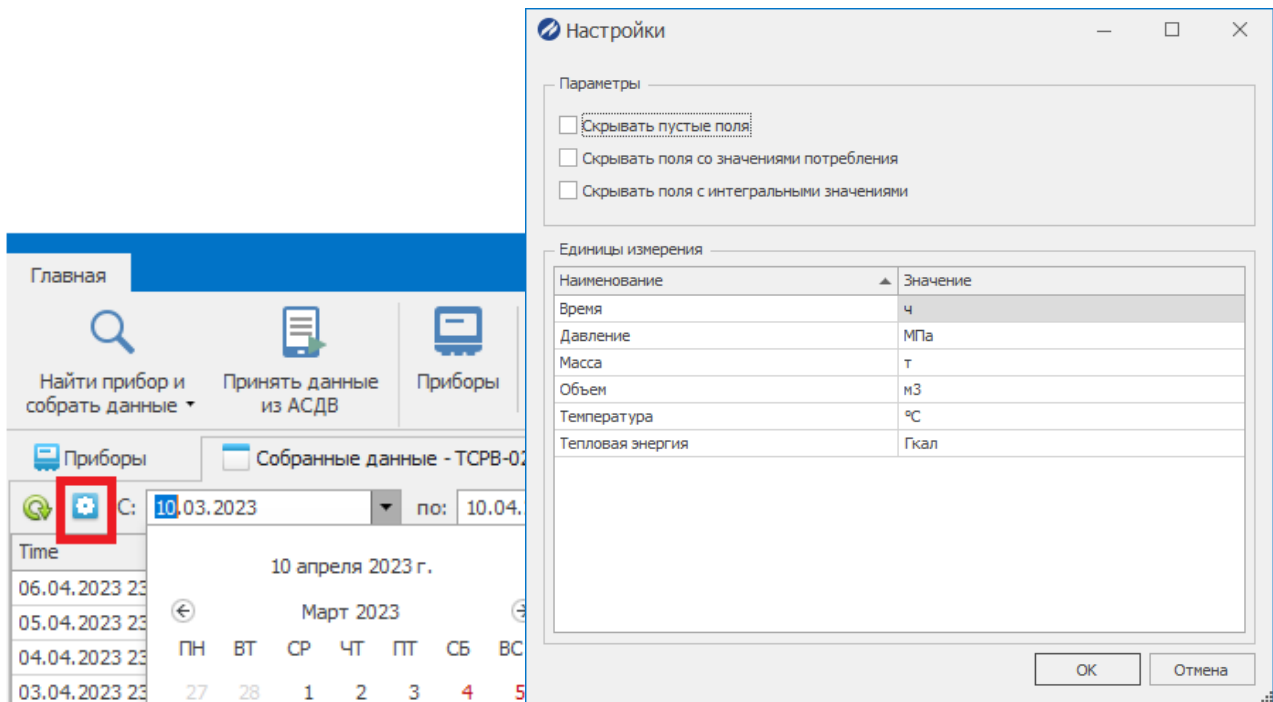 Настройки
Параметры
Скрывать пустые поля
Скрывать поля со значениями потребления
Скрывать поля с интегральными значениями
Единицы измерения
Наименование Значение
Время ч
Давление МПа
Масса т
Объем м3
Температура °C
Тепловая энергия Гкал
OK Отмена
Главная
Найти прибор и
собрать данные
Принять данные
из АСДВ
Приборы
Приборы Собранные данные - ТСРВ-02
С: 10.03.2023 по: 10.04.
Time
06.04.2023 23
05.04.2023 23
04.04.2023 23
03.04.2023 23
10 апреля 2023 г.
Март 2023
ПН ВТ СР ЧТ ПТ СБ ВС
27 28 1 2 3 4 5